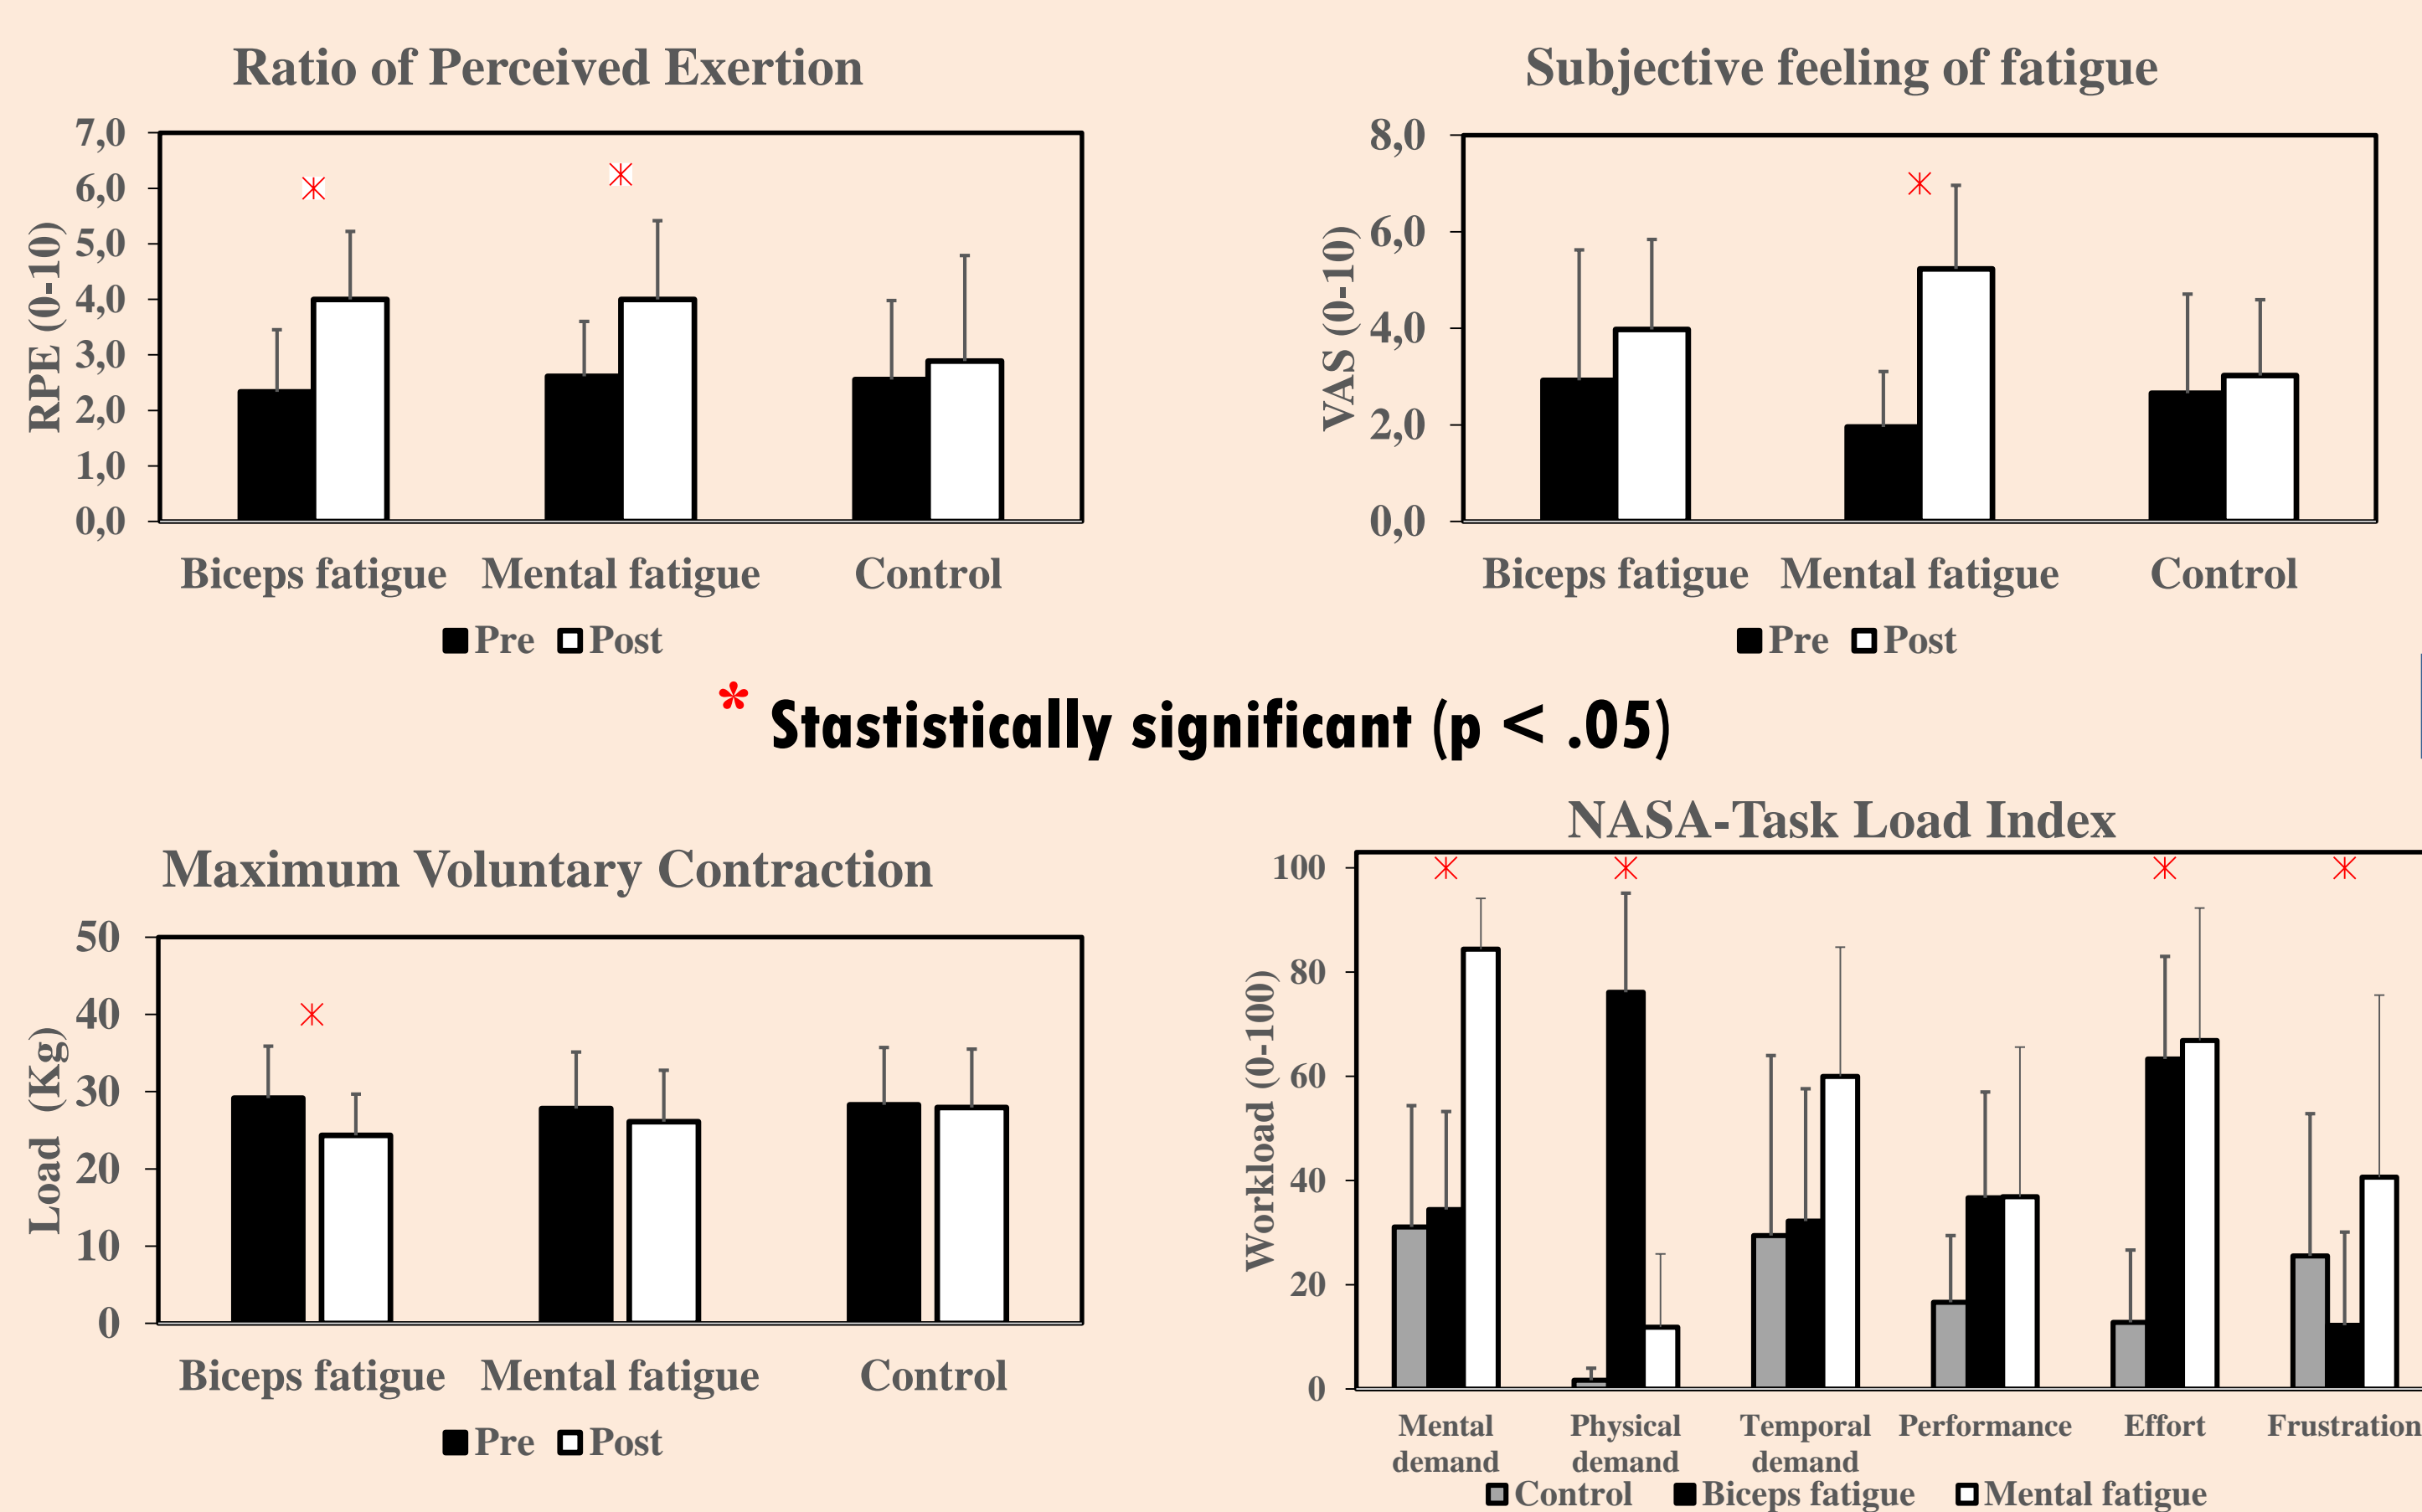 Ratio of Perceived Exertion
RPE (0-10)
7,0
6,0
5,0
4,0
3,0
2,0
1,0
0,0
Biceps fatigue Mental fatigue Control
Pre Post
Subjective feeling of fatigue
VAS (0-10)
8,0
6,0
4,0
2,0
0,0
Biceps fatigue Mental fatigue Control
Pre Post
* Stastistically significant (p < .05)
Maximum Voluntary Contraction
Load (Kg)
50
40
30
20
10
0
Biceps fatigue Mental fatigue Control
Pre Post
NASA-Task Load Index
Workload (0-100)
100
80
60
40
20
0
Mental demand
Physical demand
Temporal demand
Performance
Effort
Frustration
Control Biceps fatigue Mental fatigue